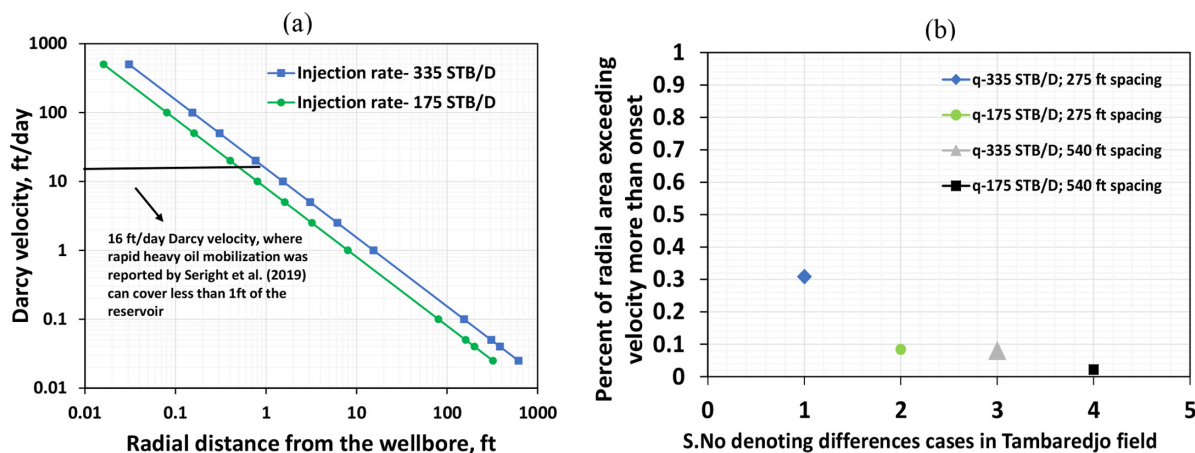 (a)
Darcy velocity, ft/day
1000
100
10
1
0.1
0.01
Injection rate- 335 STB/D
Injection rate- 175 STB/D
16 ft/day Darcy velocity, where
rapid heavy oil mobilization was
reported by Seright et al. (2019)
can cover less than 1ft of the
reservoir
0.01 0.1 1 10 100 1000
Radial distance from the wellbore, ft
(b)
Percent of radial area exceeding
velocity more than onset
1
0.9
0.8
0.7
0.6
0.5
0.4
0.3
0.2
0.1
0
q-335 STB/D; 275 ft spacing
q-175 STB/D; 275 ft spacing
q-335 STB/D; 540 ft spacing
q-175 STB/D; 540 ft spacing
0 1 2 3 4 5
S.No denoting differences cases in Tambaredjo field